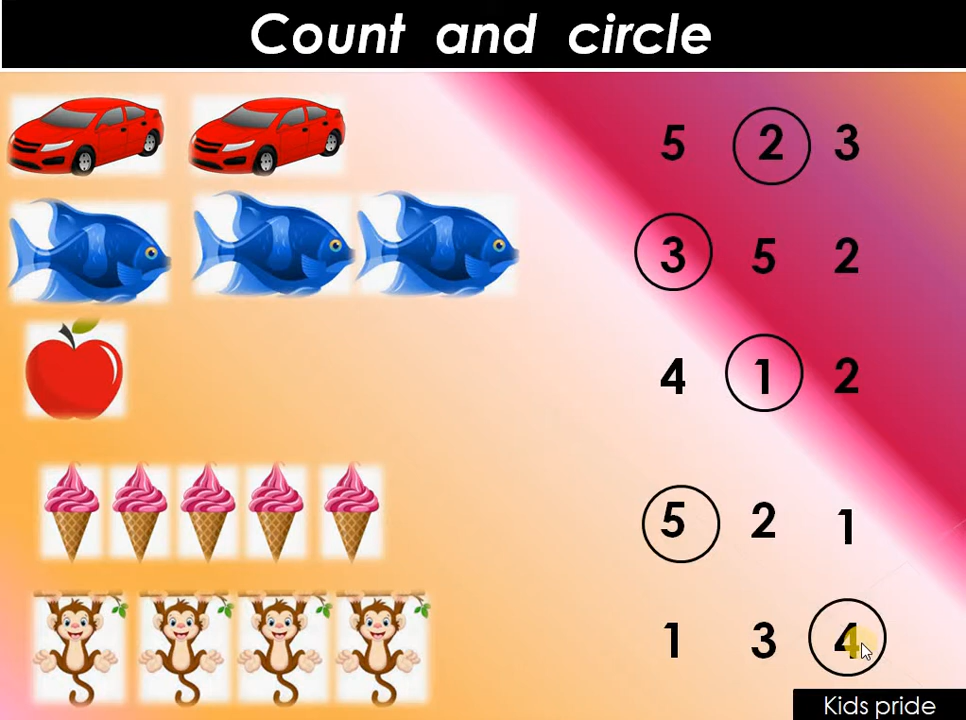 Count and circle
5 2 3
3 5 2
4 1 2
5 2 1
1 3 4
Kids pride